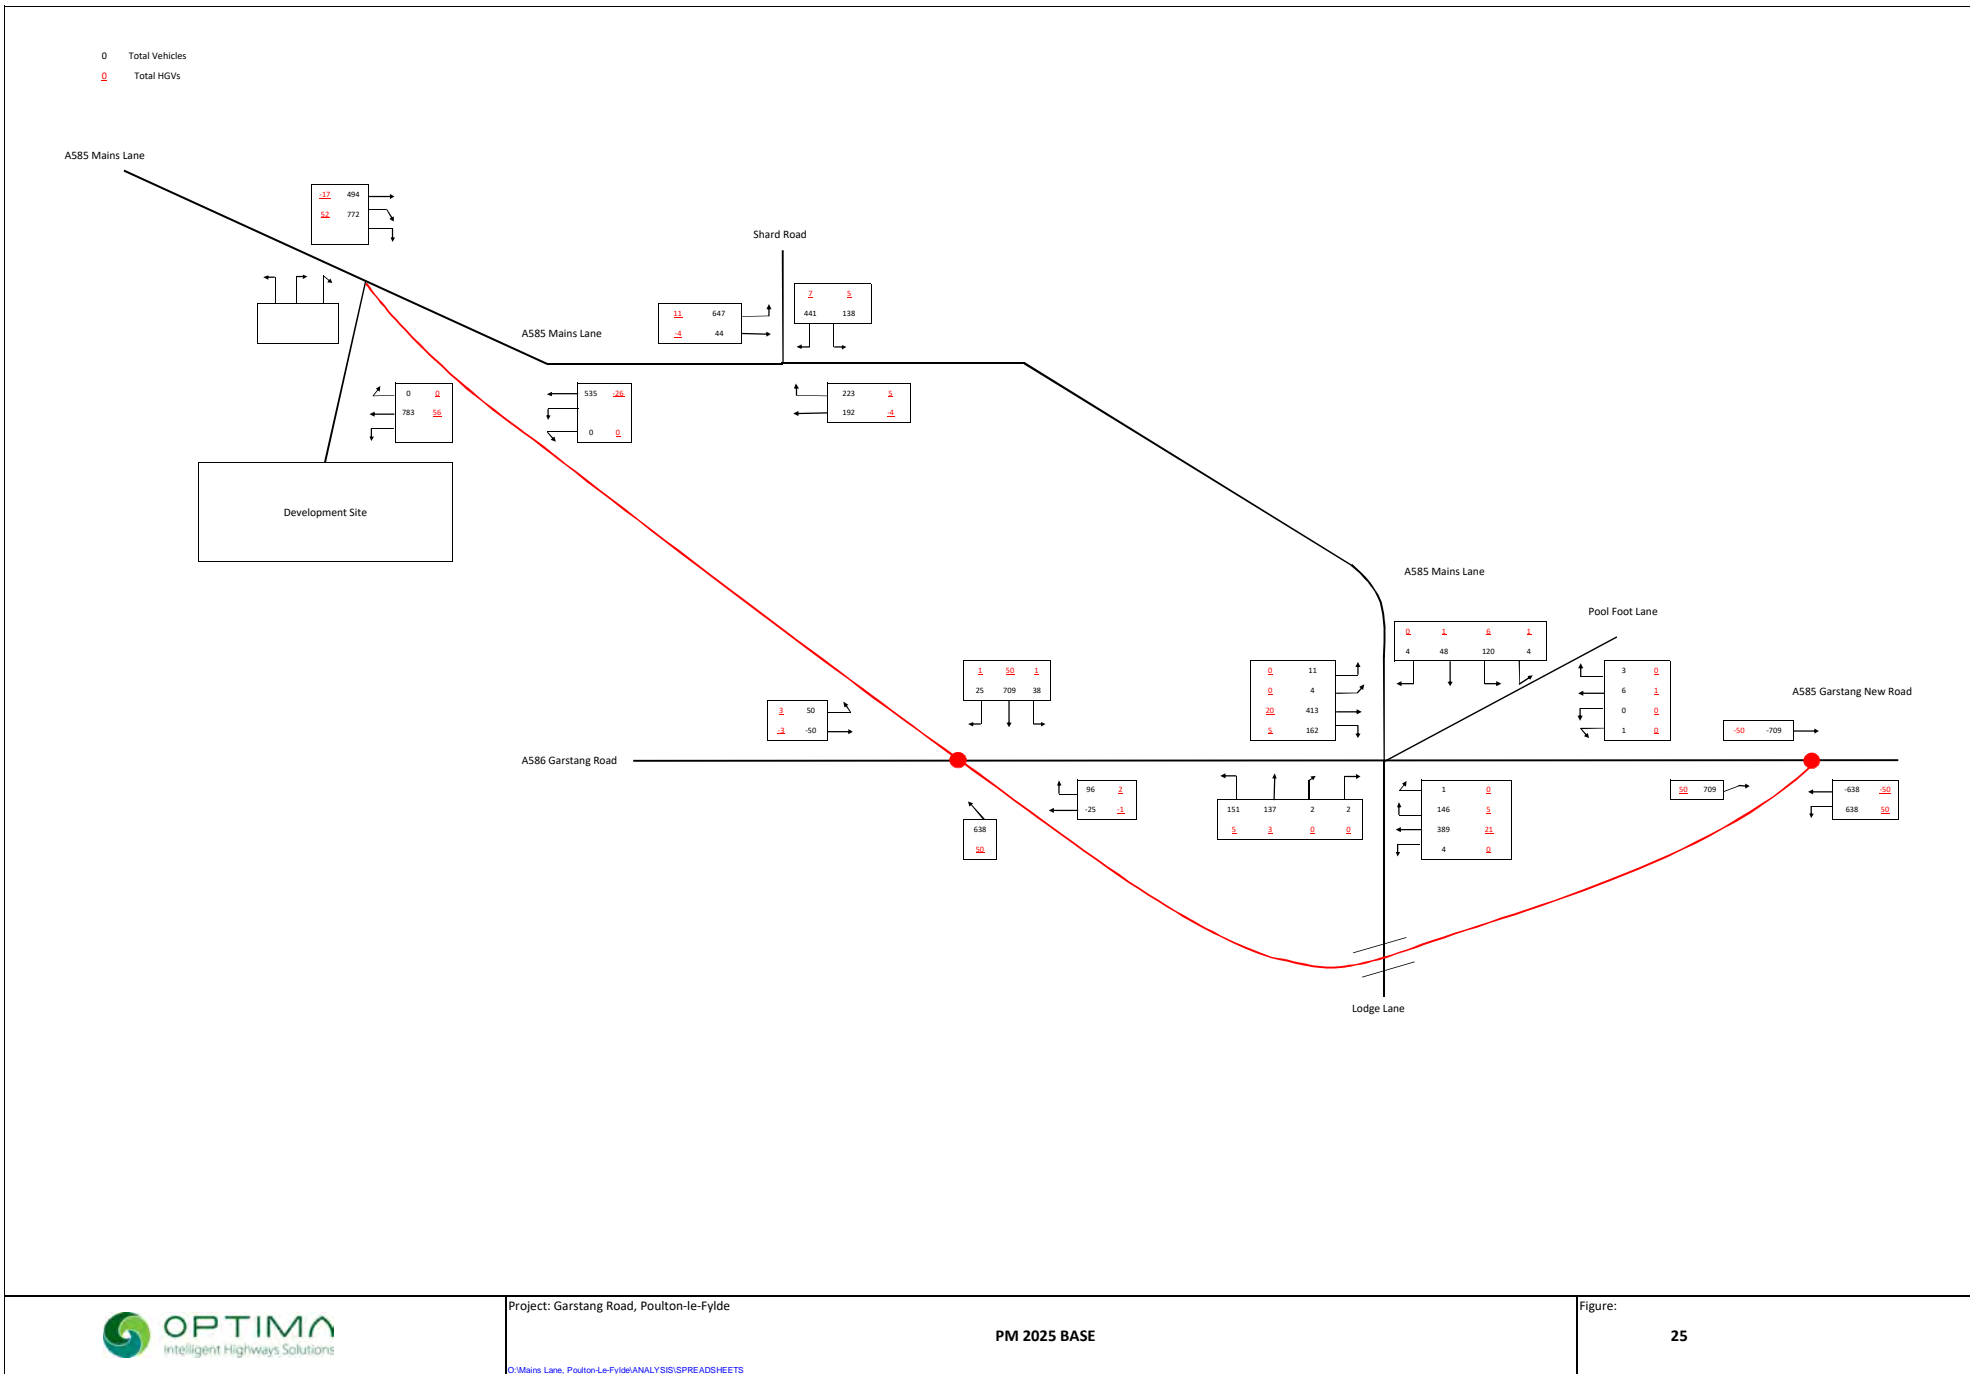 0 Total Vehicles
0 Total HGVs
A585 Mains Lane
-17 494
52 772
Shard Road
7 5
441 138
11 647
-4 44
A585 Mains Lane
0 0
783 56
535 -26
0 0
223 5
192 -4
Development Site
A585 Mains Lane
Pool Foot Lane
0 1 6 1
4 48 120 4
1 50 1
25 709 38
0 11
0 4
20 413
5 162
3 0
6 1
0 0
1 0
A585 Garstang New Road
3 50
-3 -50
-50 -709
A586 Garstang Road
96 2
-25 -1
638
50
151 137 2 2
5 3 0 0
1 0
146 5
389 21
4 0
50 709
-638 -50
638 50
Lodge Lane
OPTIMA
Intelligent Highways Solutions
Project: Garstang Road, Poulton-le-Fylde
PM 2025 BASE
O:\Mains Lane, Poulton-Le-Fylde\ANALYSIS\SPREADSHEETS
Figure:
25